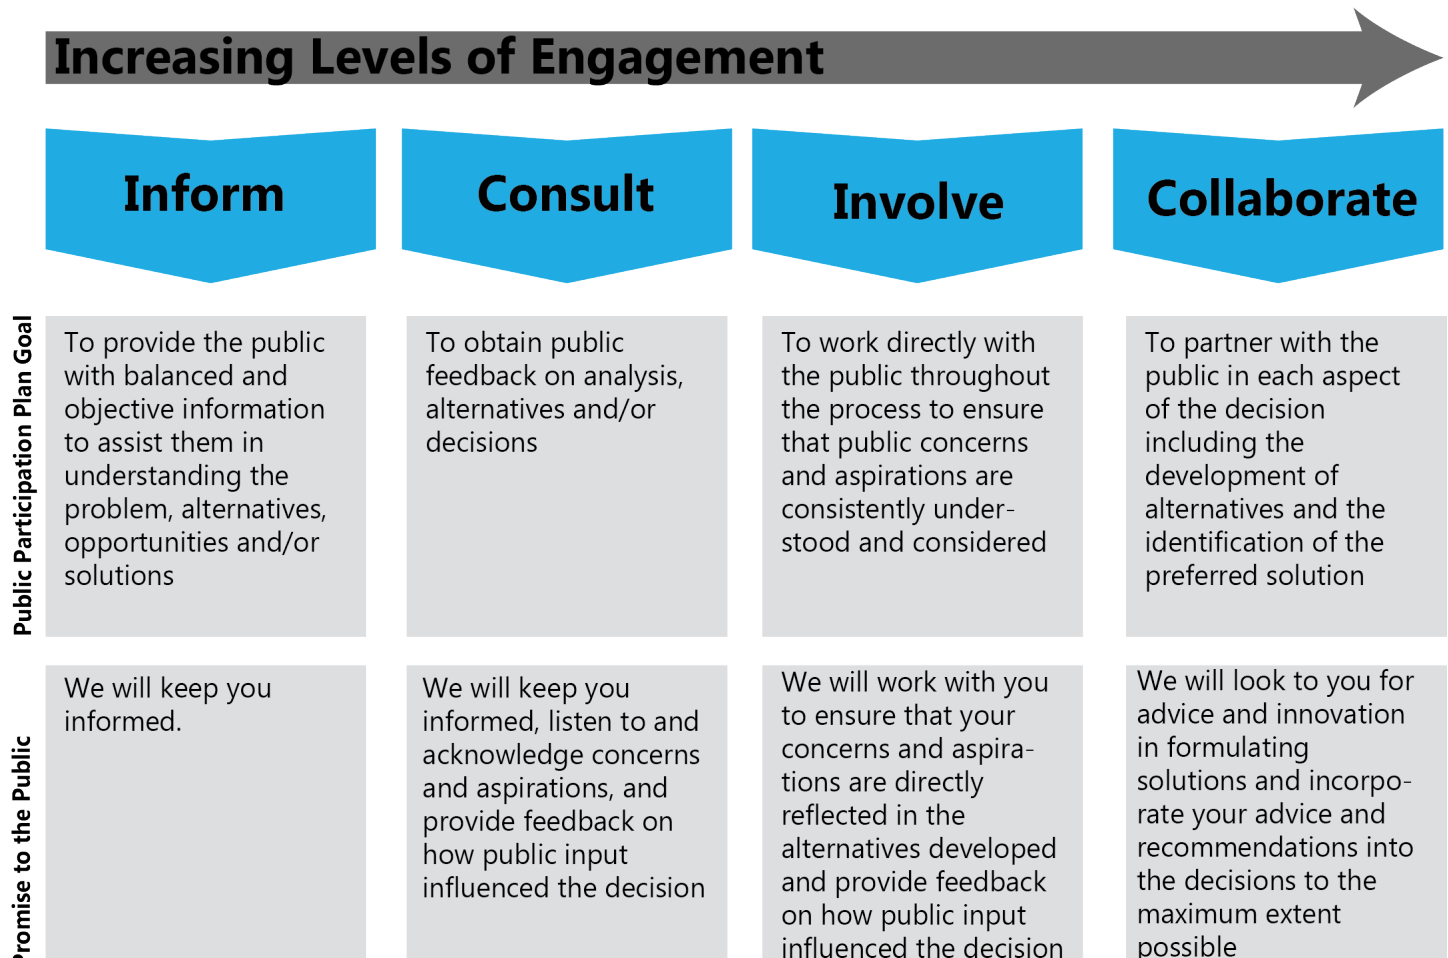 Increasing Levels of Engagement
Inform
Consult
Involve
Collaborate
Public Participation Plan Goal
To provide the public
with balanced and
objective information
to assist them in
understanding the
problem, alternatives,
opportunities and/or
solutions
To obtain public
feedback on analysis,
alternatives and/or
decisions
To work directly with
the public throughout
the process to ensure
that public concerns
and aspirations are
consistently under-
stood and considered
To partner with the
public in each aspect
of the decision
including the
development of
alternatives and the
identification of the
preferred solution
Promise to the Public
We will keep you
informed.
We will keep you
informed, listen to and
acknowledge concerns
and aspirations, and
provide feedback on
how public input
influenced the decision
We will work with you
to ensure that your
concerns and aspira-
tions are directly
reflected in the
alternatives developed
and provide feedback
on how public input
influenced the decision
We will look to you for
advice and innovation
in formulating
solutions and incorpo-
rate your advice and
recommendations into
the decisions to the
maximum extent
possible